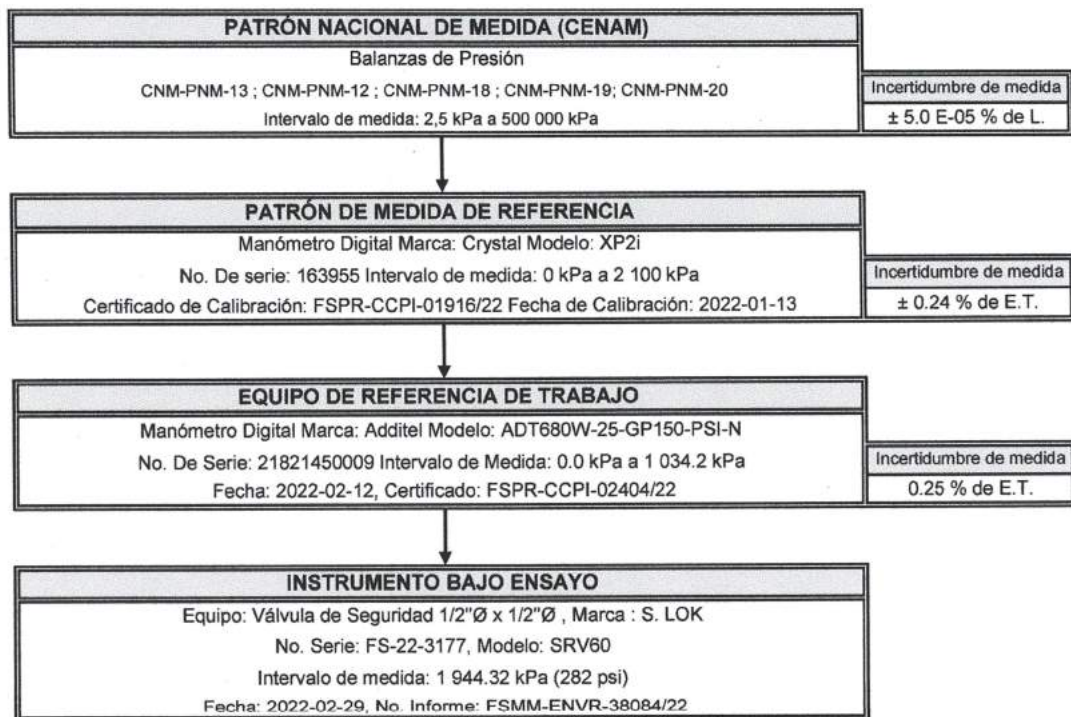 PATRÓN NACIONAL DE MEDIDA (CENAM)
Balanzas de Presión
CNM-PNM-13 ; CNM-PNM-12 ; CNM-PNM-18 ; CNM-PNM-19; CNM-PNM-20
Intervalo de medida: 2,5 kPa a 500 000 kPa
Incertidumbre de medida
± 5.0 E-05 % de L.
PATRÓN DE MEDIDA DE REFERENCIA
Manómetro Digital Marca: Crystal Modelo: XP2i
No. De serie: 163955 Intervalo de medida: 0 kPa a 2 100 kPa
Certificado de Calibración: FSPR-CCPI-01916/22 Fecha de Calibración: 2022-01-13
Incertidumbre de medida
± 0.24 % de E.T.
EQUIPO DE REFERENCIA DE TRABAJO
Manómetro Digital Marca: Additel Modelo: ADT680W-25-GP150-PSI-N
No. De Serie: 21821450009 Intervalo de Medida: 0.0 kPa a 1 034.2 kPa
Fecha: 2022-02-12, Certificado: FSPR-CCPI-02404/22
Incertidumbre de medida
0.25 % de E.T.
INSTRUMENTO BAJO ENSAYO
Equipo: Válvula de Seguridad 1/2"Ø x 1/2"Ø , Marca : S. LOK
No. Serie: FS-22-3177, Modelo: SRV60
Intervalo de medida: 1 944.32 kPa (282 psi)
Fecha: 2022-02-29, No. Informe: FSMM-ENVR-38084/22